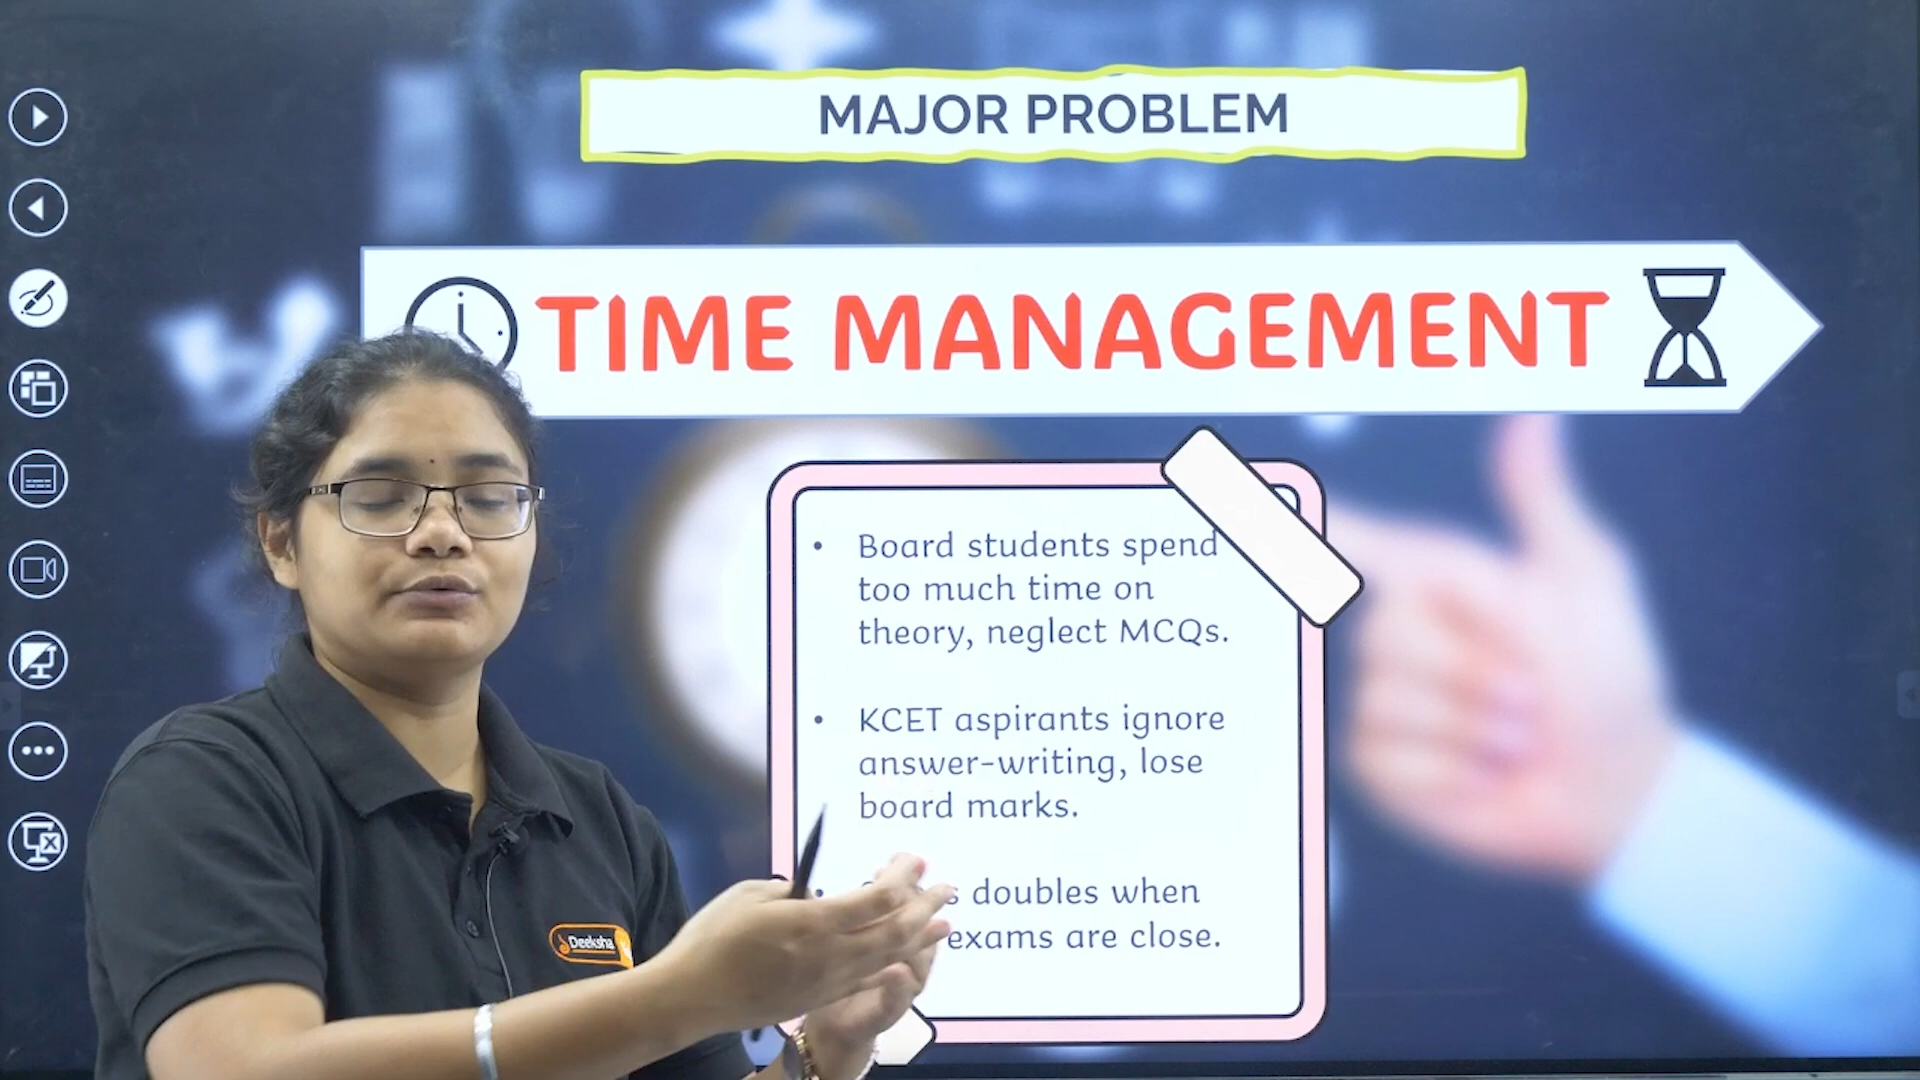 MAJOR PROBLEM
TIME MANAGEMENT
• Board students spend
too much time on
theory, neglect MCQs.
• KCET aspirants ignore
answer-writing, lose
board marks.
• doubles when
exams are close.
Deeksha